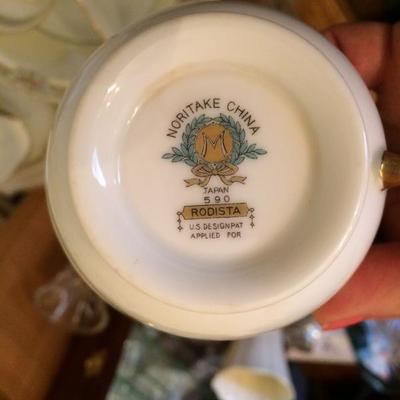 NORITAKE CHINA
M
JAPAN
590
RODISTA
U.S. DESIGN PAT
APPLIED FOR